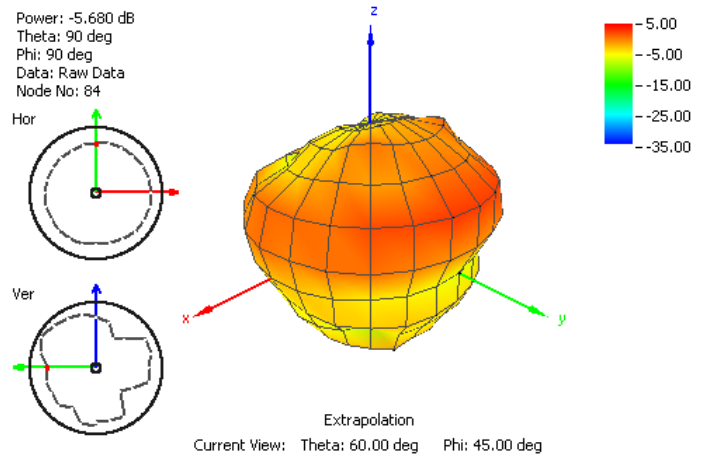 Power: -5.680 dB
Theta: 90 deg
Phi: 90 deg
Data: Raw Data
Node No: 84
Hor
Ver
z
x
y
5.00
-5.00
-15.00
-25.00
-35.00
Extrapolation
Current View: Theta: 60.00 deg Phi: 45.00 deg